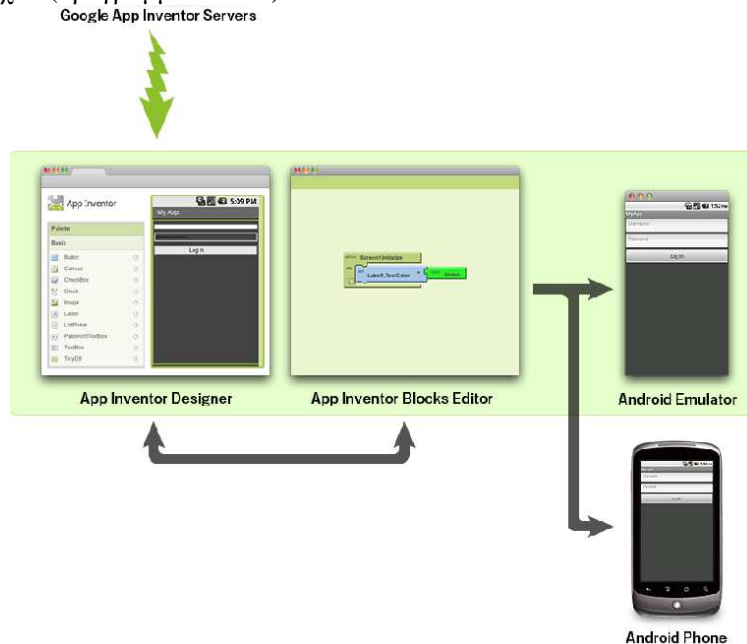 Google App Inventor Servers
App Inventor
5:09 PM
My App
Palette
Basic
Button
Canvas
CheckBox
Clock
Image
Label
ListPicker
PasswordTextBox
TextBox
TinyDB
Log In
Screen1.Initialize
Label1.TextColor
MyApp
Username
Password
Log In
App Inventor Designer
App Inventor Blocks Editor
Android Emulator
Android Phone